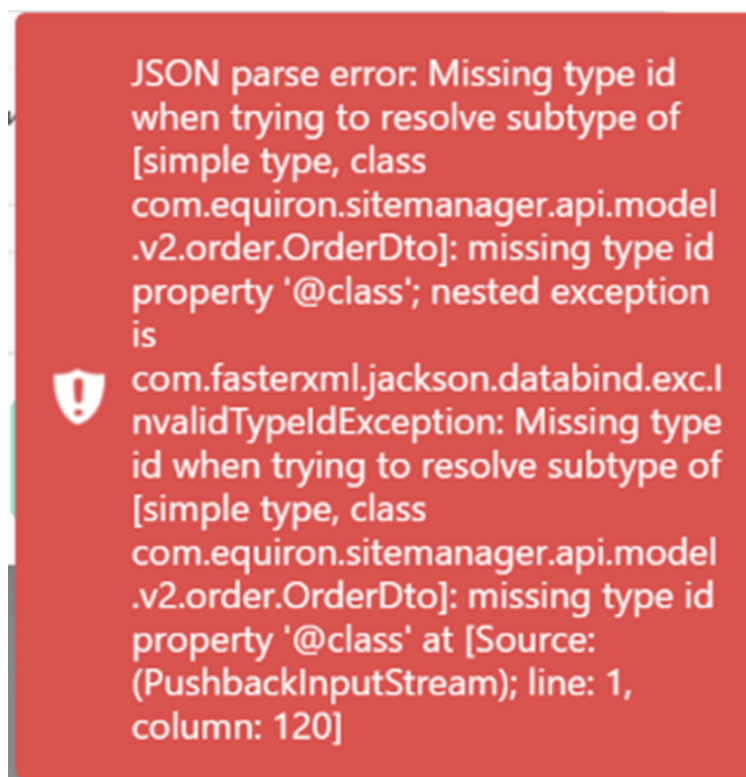 JSON parse error: Missing type id
when trying to resolve subtype of
[simple type, class
com.equiron.sitemanager.api.model
.v2.order.OrderDto]: missing type id
property '@class'; nested exception
is
com.fasterxml.jackson.databind.exc.I
nvalidTypeIdException: Missing type
id when trying to resolve subtype of
[simple type, class
com.equiron.sitemanager.api.model
.v2.order.OrderDto]: missing type id
property '@class' at [Source:
(PushbackInputStream); line: 1,
column: 120]